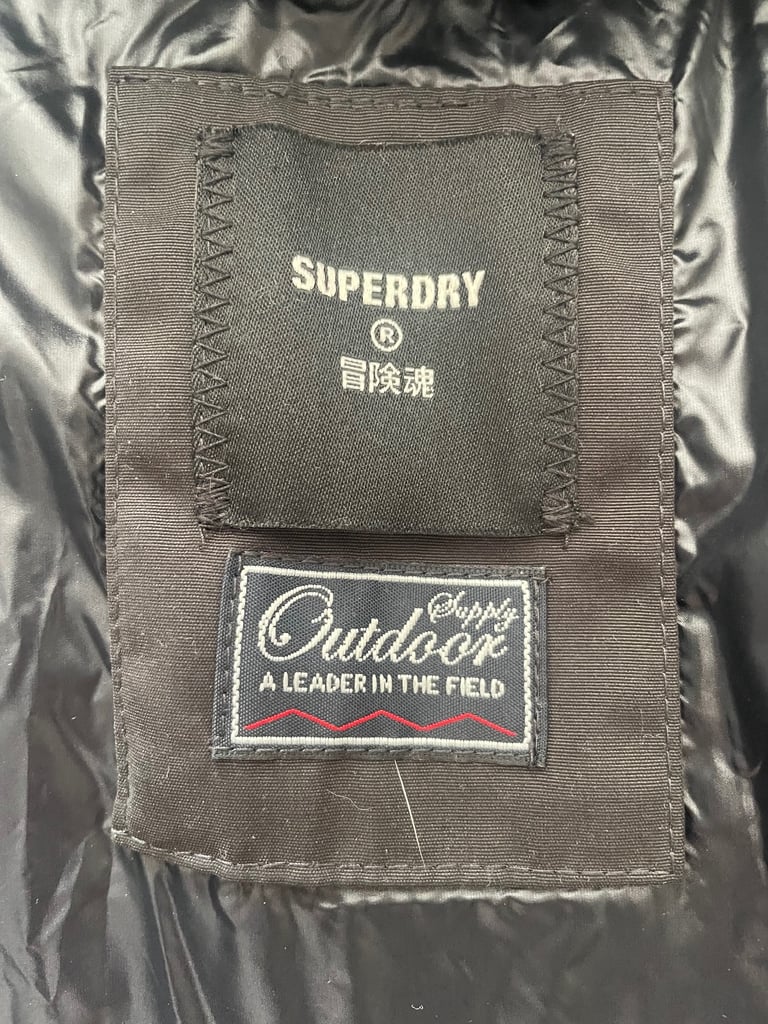 SUPERDRY
®
冒険魂
Supply
Outdoor
A LEADER IN THE FIELD